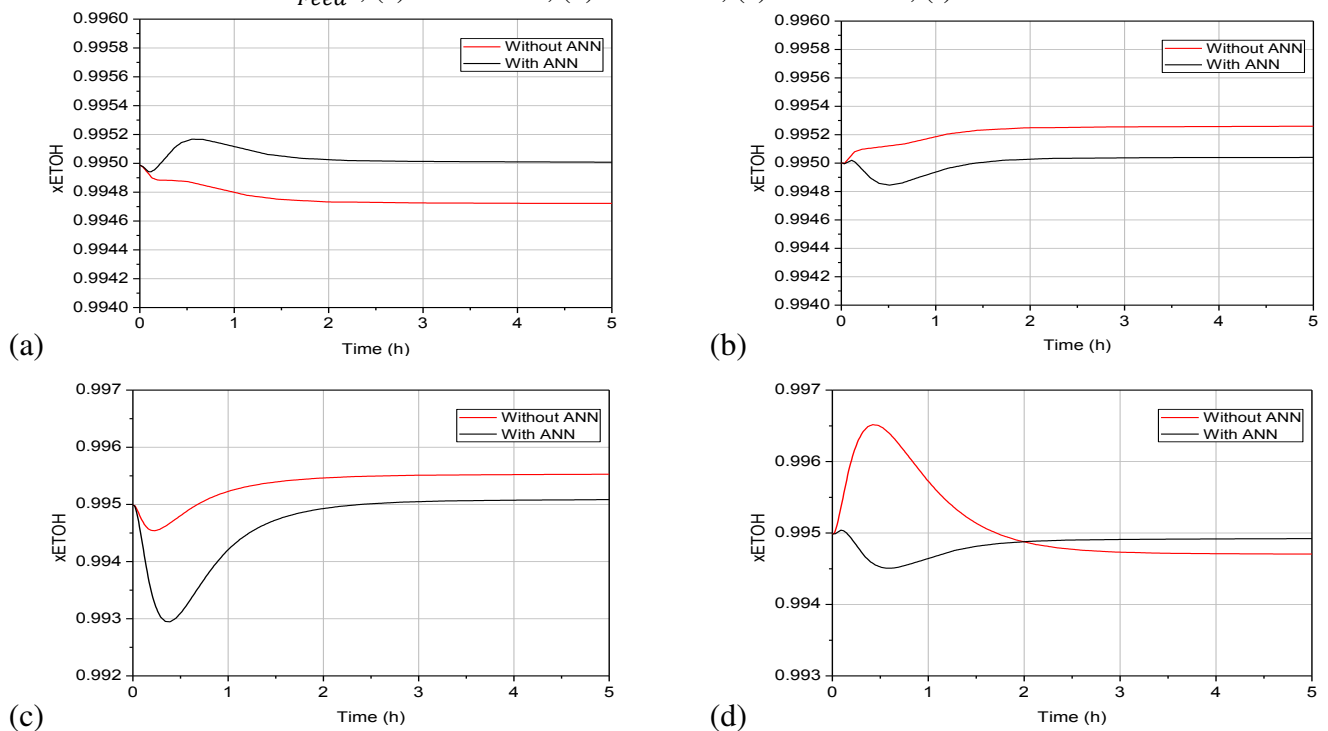 Feed
0.9960
0.9958
0.9956
0.9954
0.9952
0.9950
0.9948
0.9946
0.9944
0.9942
0.9940
xETOH
Without ANN
With ANN
0 1 2 3 4 5
Time (h)
(a)
0.9960
0.9958
0.9956
0.9954
0.9952
0.9950
0.9948
0.9946
0.9944
0.9942
0.9940
xETOH
Without ANN
With ANN
0 1 2 3 4 5
Time (h)
(b)
0.997
0.996
0.995
0.994
0.993
0.992
xETOH
Without ANN
With ANN
0 1 2 3 4 5
Time (h)
(c)
0.997
0.996
0.995
0.994
0.993
xETOH
Without ANN
With ANN
0 1 2 3 4 5
Time (h)
(d)